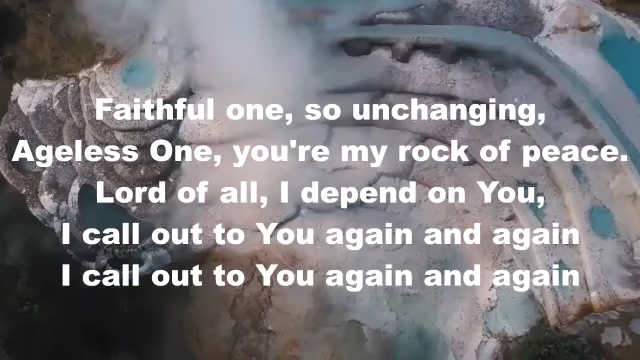 Faithful one, so unchanging,
Ageless One, you're my rock of peace.
Lord of all, I depend on You,
I call out to You again and again
I call out to You again and again